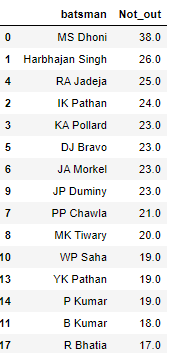 batsman Not_out
0 MS Dhoni 38.0
1 Harbhajan Singh 26.0
4 RA Jadeja 25.0
2 IK Pathan 24.0
3 KA Pollard 23.0
5 DJ Bravo 23.0
6 JA Morkel 23.0
9 JP Duminy 23.0
7 PP Chawla 21.0
8 MK Tiwary 20.0
10 WP Saha 19.0
13 YK Pathan 19.0
14 P Kumar 19.0
11 B Kumar 18.0
17 R Bhatia 17.0